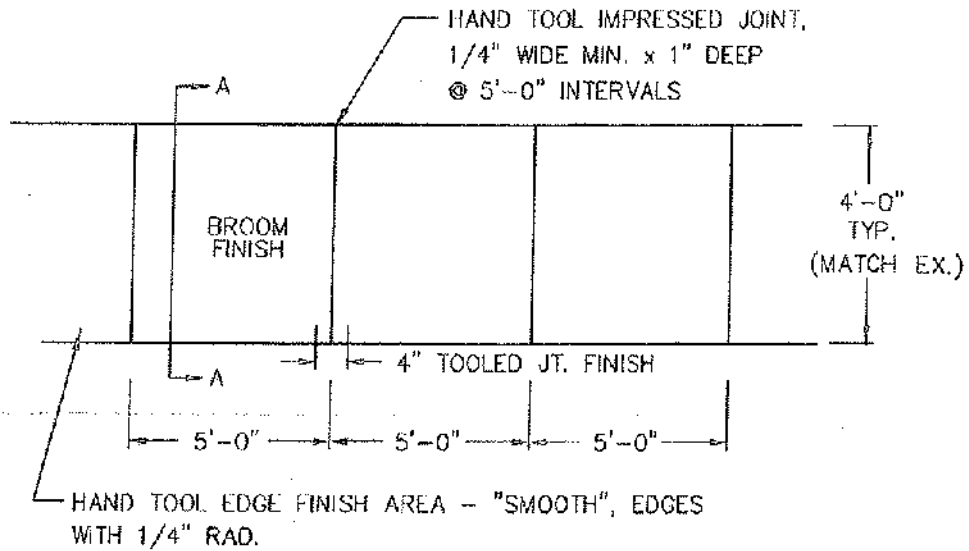 HAND TOOL IMPRESSED JOINT,
1/4" WIDE MIN. x 1" DEEP
@ 5'-0" INTERVALS
A
BROOM
FINISH
4'-0"
TYP.
(MATCH EX.)
A
4" TOOLED JT. FINISH
5'-0"
5'-0"
5'-0"
HAND TOOL EDGE FINISH AREA - "SMOOTH", EDGES
WITH 1/4" RAD.